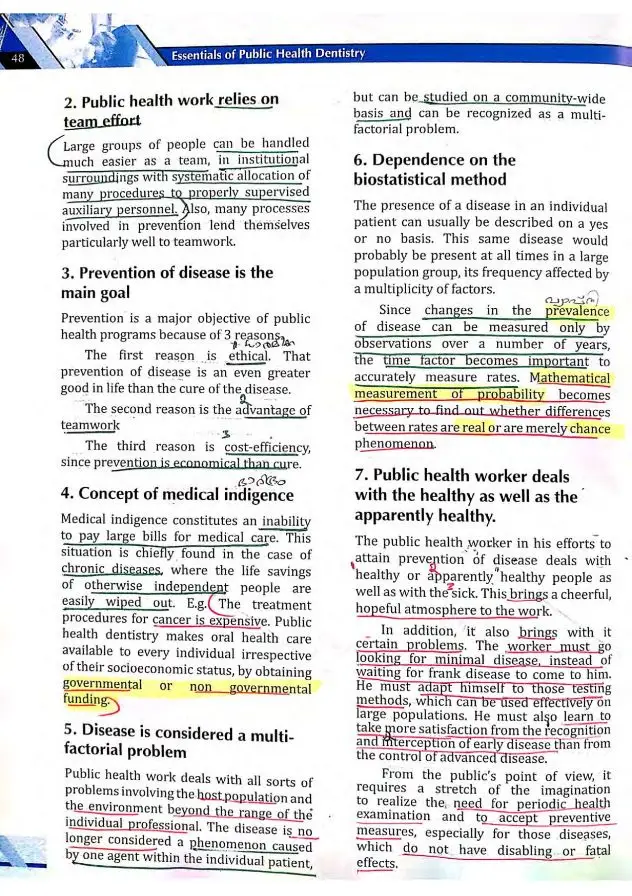 48
Essentials of Public Health Dentistry
2. Public health work relies on
team effort
Large groups of people can be handled
much easier as a team, in institutional
surroundings with systematic allocation of
many procedures to properly supervised
auxiliary personnel. Also, many processes
involved in prevention lend themselves
particularly well to teamwork.
3. Prevention of disease is the
main goal
Prevention is a major objective of public
health programs because of 3 reasons.
The first reason is ethical. That
prevention of disease is an even greater
good in life than the cure of the disease.
2
The second reason is the advantage of
teamwork
3
The third reason is cost-efficiency,
since prevention is economical than cure.
4. Concept of medical indigence
Medical indigence constitutes an inability
to pay large bills for medical care. This
situation is chiefly found in the case of
chronic diseases, where the life savings
of otherwise independent people are
easily wiped out. E.g. The treatment
procedures for cancer is expensive. Public
health dentistry makes oral health care
available to every individual irrespective
of their socioeconomic status, by obtaining
governmental or non governmental
funding.
5. Disease is considered a multi-
factorial problem
Public health work deals with all sorts of
problems involving the host population and
the environment beyond the range of the
individual professional. The disease is no
longer considered a phenomenon caused
by one agent within the individual patient,
but can be studied on a community-wide
basis and can be recognized as a multi-
factorial problem.
6. Dependence on the
biostatistical method
The presence of a disease in an individual
patient can usually be described on a yes
or no basis. This same disease would
probably be present at all times in a large
population group, its frequency affected by
a multiplicity of factors.
Since changes in the prevalence
of disease can be measured only by
observations over a number of years,
the time factor becomes important to
accurately measure rates. Mathematical
measurement of probability becomes
necessary to find out whether differences
between rates are real or are merely chance
phenomenon.
7. Public health worker deals
with the healthy as well as the
apparently healthy.
The public health worker in his efforts to
attain prevention of disease deals with
healthy or apparently healthy people as
well as with the sick. This brings a cheerful,
hopeful atmosphere to the work.
In addition, it also brings with it
certain problems. The worker must go
looking for minimal disease, instead of
waiting for frank disease to come to him.
He must adapt himself to those testing
methods, which can be used effectively on
large populations. He must also learn to
take more satisfaction from the recognition
and interception of early disease than from
the control of advanced disease.
From the public's point of view, it
requires a stretch of the imagination
to realize the need for periodic health
examination and to accept preventive
measures, especially for those diseases,
which do not have disabling or fatal
effects.